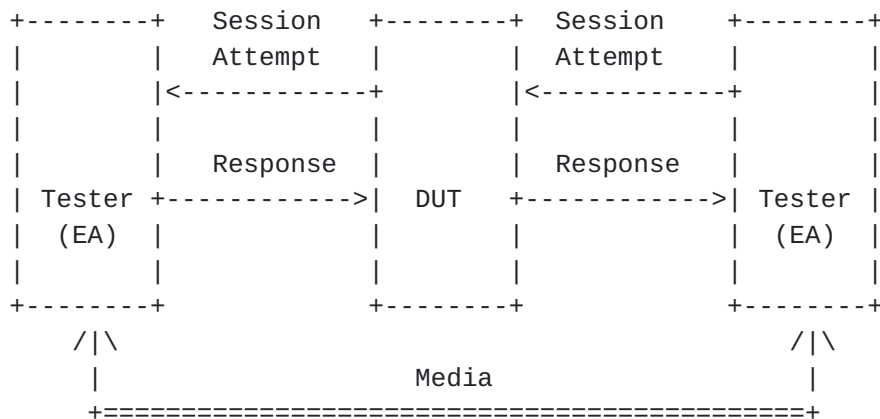 Session Session
Attempt Attempt
Response Response
Tester DUT Tester
(EA) (EA)
Media